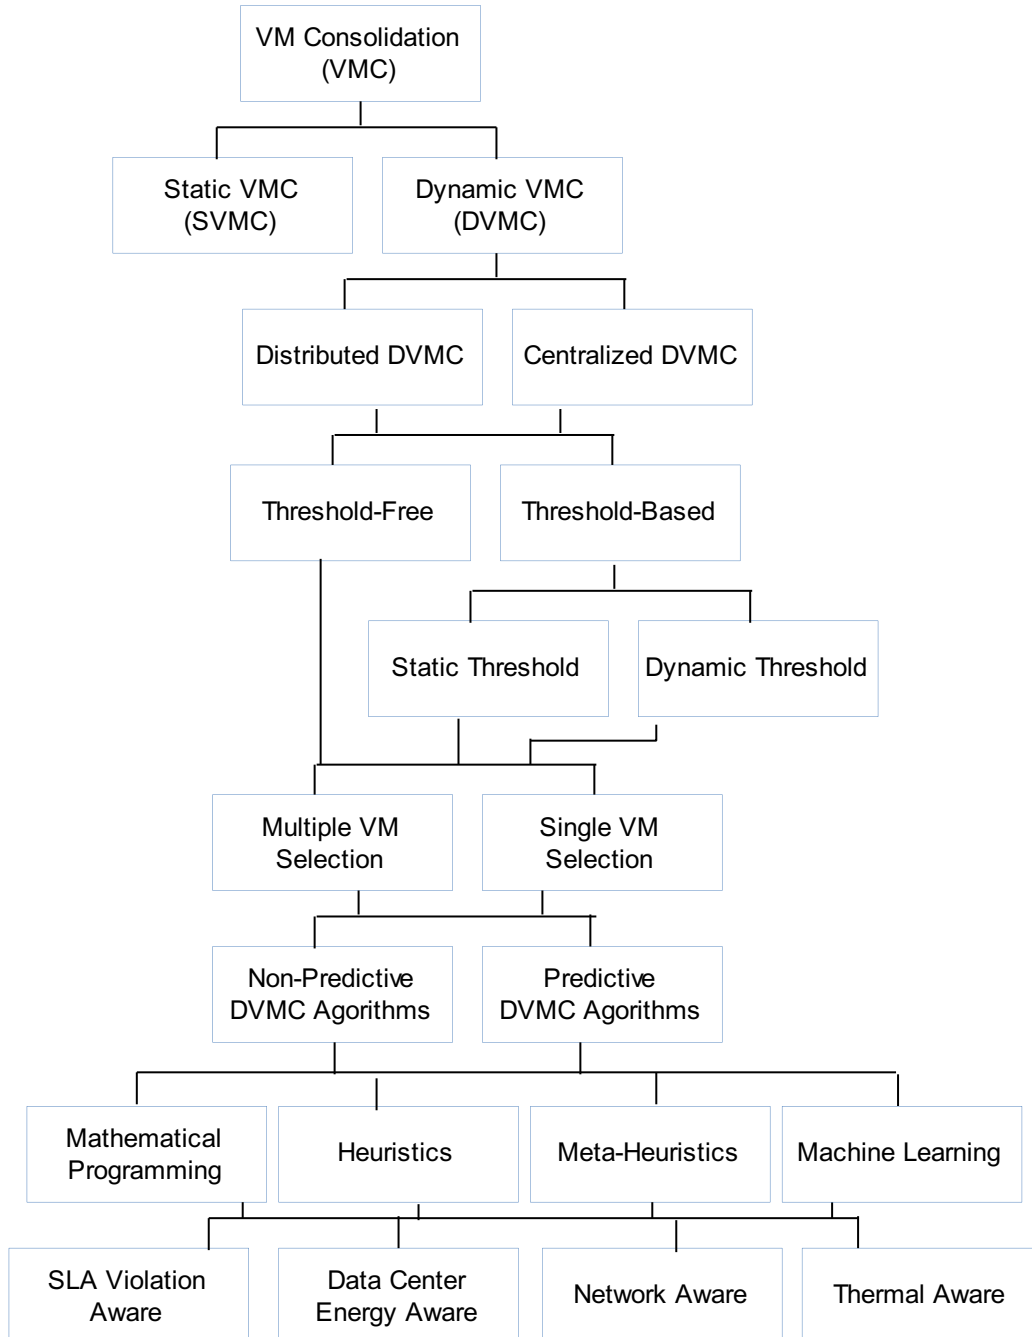 VM Consolidation
(VMC)
Static VMC
(SVMC)
Dynamic VMC
(DVMC)
Distributed DVMC
Centralized DVMC
Threshold-Free
Threshold-Based
Static Threshold
Dynamic Threshold
Multiple VM
Selection
Single VM
Selection
Non-Predictive
DVMC Agorithms
Predictive
DVMC Agorithms
Mathematical
Programming
Heuristics
Meta-Heuristics
Machine Learning
SLA Violation
Aware
Data Center
Energy Aware
Network Aware
Thermal Aware